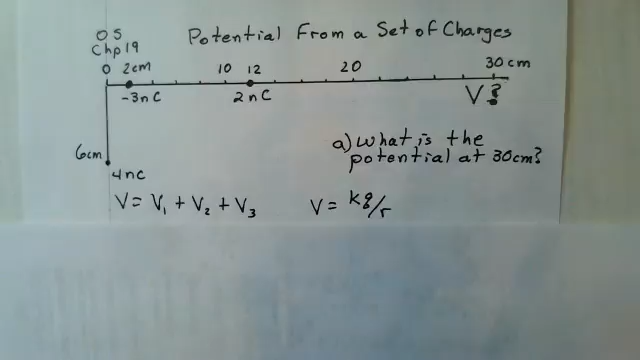 OS
Chp 19
Potential From a Set of Charges
0 2cm 10 12 20 30 cm
-3nC 2nC V?
a) What is the
potential at 30cm?
6cm
4nc
V = V1 + V2 + V3 V = kq/r